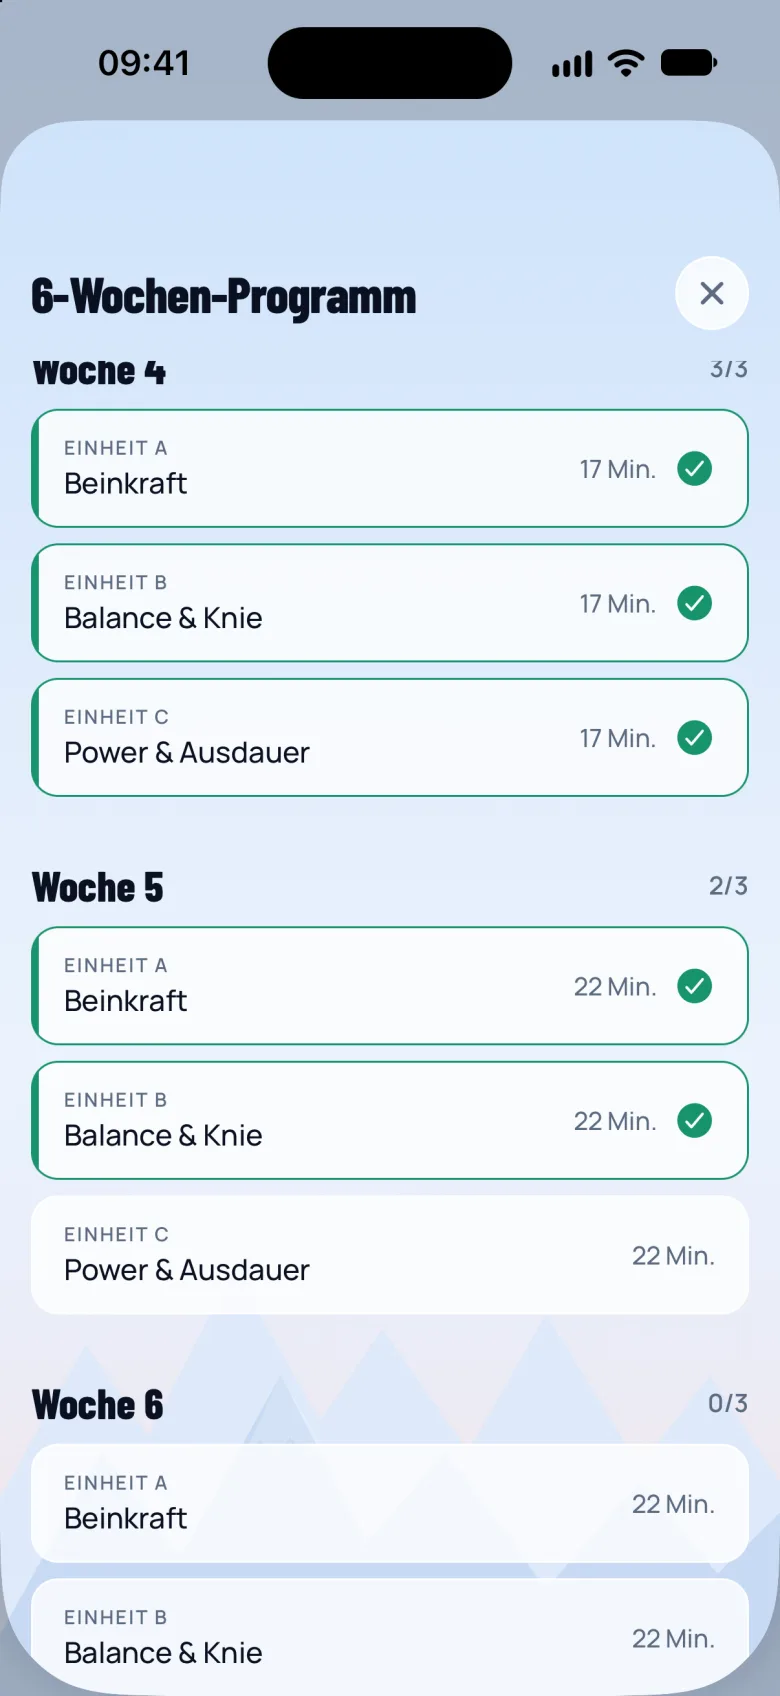 09:41
6-Wochen-Programm
Woche 4 3/3
EINHEIT A
Beinkraft 17 Min.
EINHEIT B
Balance & Knie 17 Min.
EINHEIT C
Power & Ausdauer 17 Min.
Woche 5 2/3
EINHEIT A
Beinkraft 22 Min.
EINHEIT B
Balance & Knie 22 Min.
EINHEIT C
Power & Ausdauer 22 Min.
Woche 6 0/3
EINHEIT A
Beinkraft 22 Min.
EINHEIT B
Balance & Knie 22 Min.